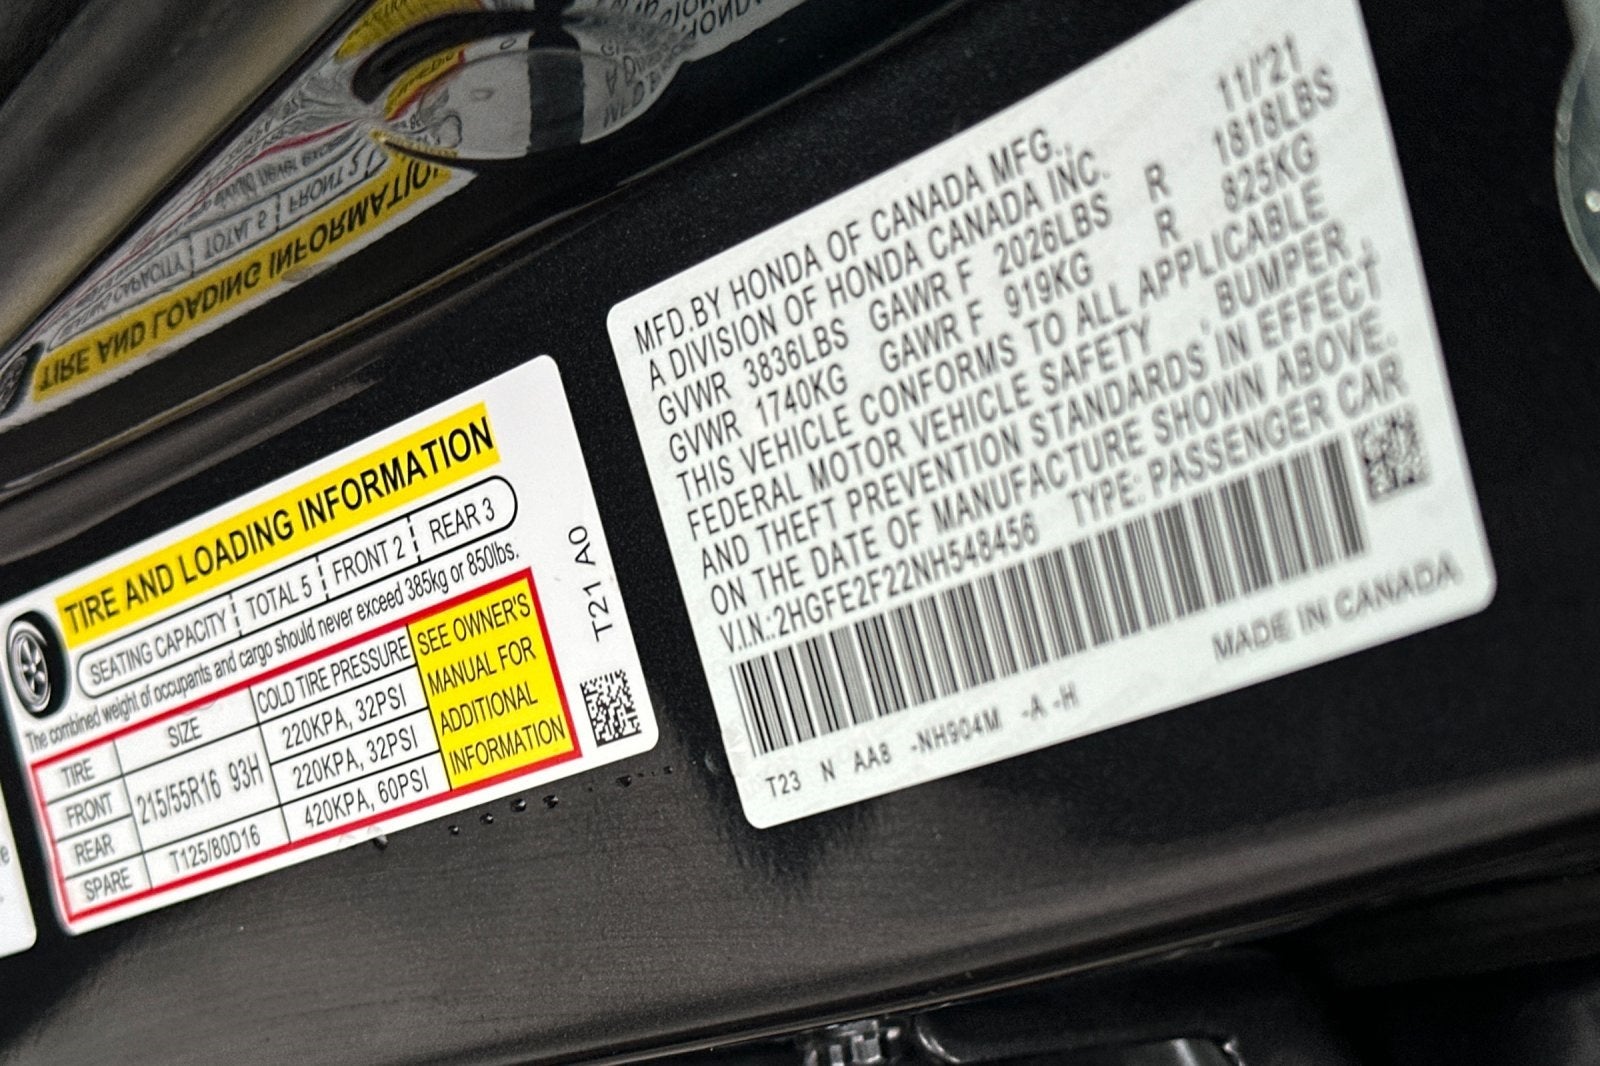 TIRE AND LOADING INFORMATION
SEATING CAPACITY TOTAL 5 FRONT 2 REAR 3
The combined weight of occupants and cargo should never exceed 385kg or 850lbs.
TIRE SIZE COLD TIRE PRESSURE
FRONT 215/55R16 93H 220KPA, 32PSI
REAR 220KPA, 32PSI
SPARE T125/80D16 420KPA, 60PSI
SEE OWNER'S
MANUAL FOR
ADDITIONAL
INFORMATION
T21 A0
MFD.BY HONDA OF CANADA MFG., 11/'21
A DIVISION OF HONDA CANADA INC.
GVWR 3836LBS GAWR F 2026LBS R 1818LBS
GVWR 1740KG GAWR F 919KG R 825KG
THIS VEHICLE CONFORMS TO ALL APPLICABLE
FEDERAL MOTOR VEHICLE SAFETY , BUMPER ,
AND THEFT PREVENTION STANDARDS IN EFFECT
ON THE DATE OF MANUFACTURE SHOWN ABOVE.
V.I.N.:2HGFE2F22NH548456 TYPE: PASSENGER CAR
T23 N AA8 -NH904M -A -H
MADE IN CANADA
TIRE AND LOADING INFORMATION
CAPACITY TOTAL 5 FRONT 2